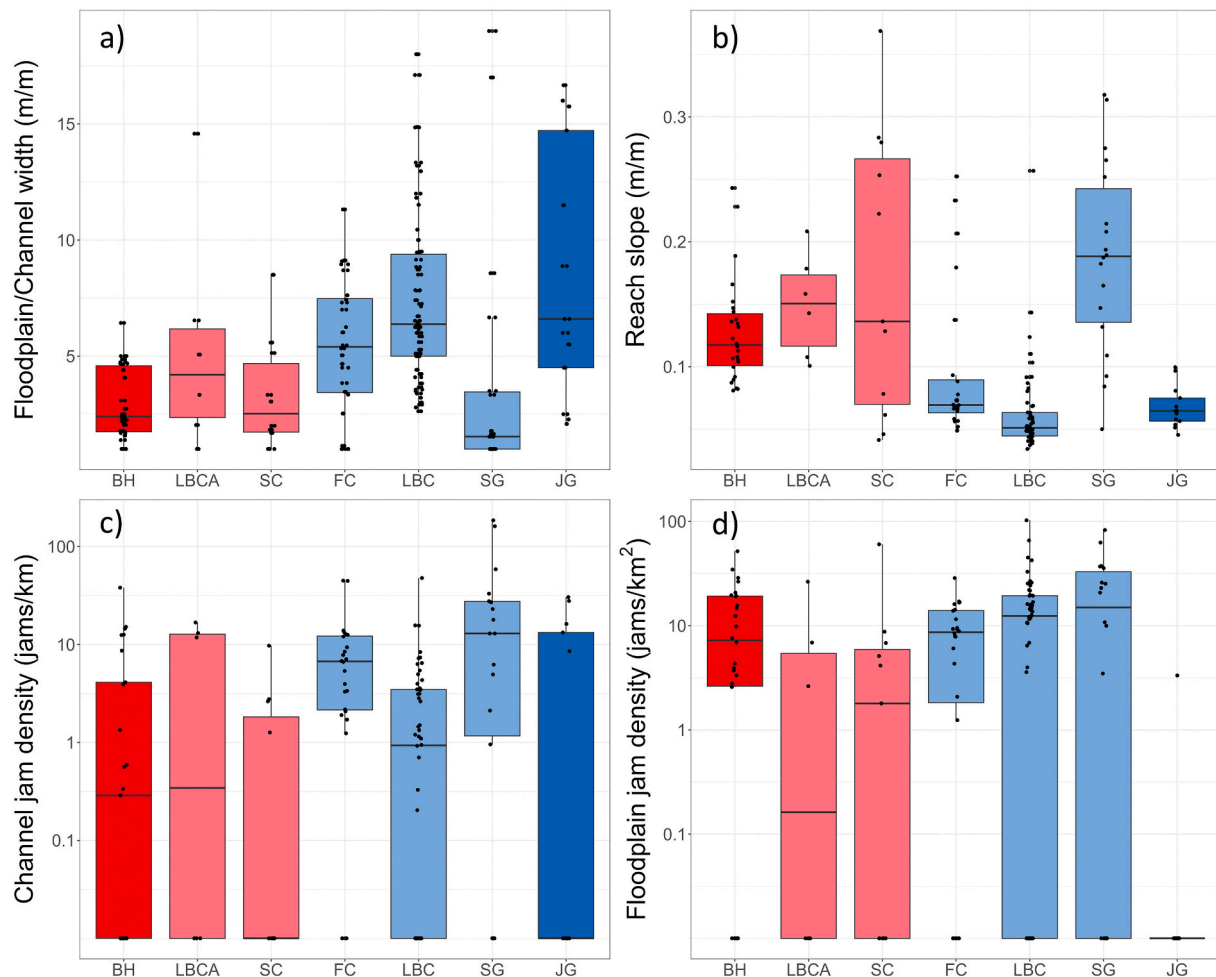 a)
Floodplain/Channel width (m/m)
15
10
5
BH LBCA SC FC LBC SG JG
b)
Reach slope (m/m)
0.3
0.2
0.1
BH LBCA SC FC LBC SG JG
c)
Channel jam density (jams/km)
100
10
1
0.1
BH LBCA SC FC LBC SG JG
d)
Floodplain jam density (jams/km²)
100
10
1
0.1
BH LBCA SC FC LBC SG JG